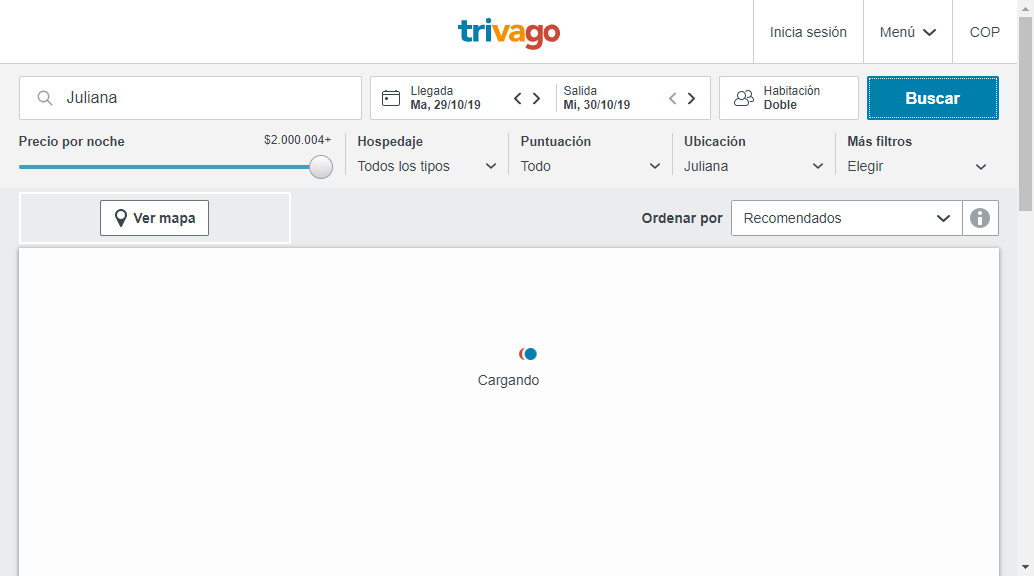 trivago
Inicia sesión
Menú
COP
Juliana
Llegada
Ma, 29/10/19
Salida
Mi, 30/10/19
Habitación
Doble
Buscar
Precio por noche
$2.000.004+
Hospedaje
Todos los tipos
Puntuación
Todo
Ubicación
Juliana
Más filtros
Elegir
Ver mapa
Ordenar por
Recomendados
Cargando